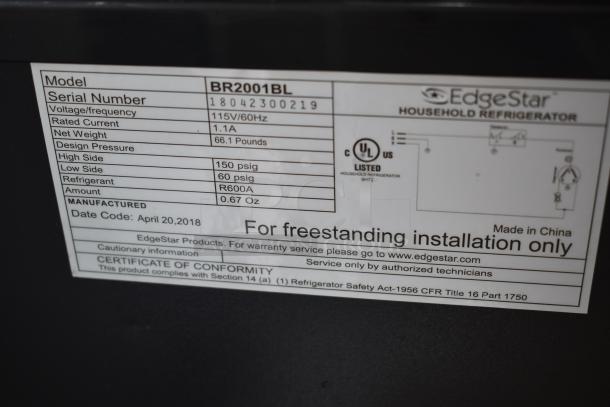 Model BR2001BL
Serial Number 18042300219
Voltage/frequency 115V/60Hz
Rated Current 1.1A
Net Weight 66.1 Pounds
Design Pressure
High Side 150 psig
Low Side 60 psig
Refrigerant R600A
Amount 0.67 Oz
MANUFACTURED
Date Code: April 20,2018
EdgeStar
HOUSEHOLD REFRIGERATOR
C UL US
LISTED
HOUSEHOLD REFRIGERATOR
Made in China
For freestanding installation only
EdgeStar Products. For warranty service please go to www.edgestar.com
Cautionary information Service only by authorized technicians
CERTIFICATE OF CONFORMITY
This product complies with Section 14 (a) (1) Refrigerator Safety Act-1956 CFR Title 16 Part 1750